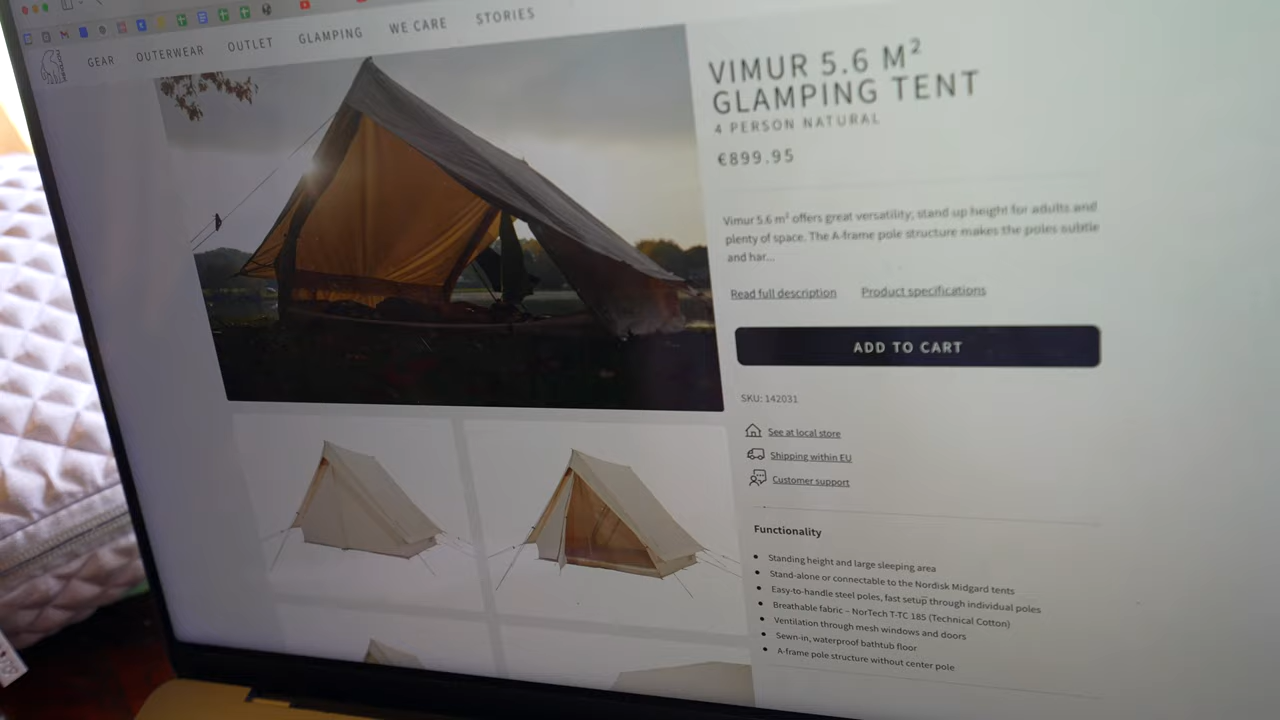 GEAR OUTERWEAR OUTLET GLAMPING WE CARE STORIES
VIMUR 5.6 M²
GLAMPING TENT
4 PERSON NATURAL
€899.95
Vimur 5.6 m² offers great versatility; stand up height for adults and
plenty of space. The A-frame pole structure makes the poles subtle
and har...
Read full description Product specifications
ADD TO CART
SKU: 142031
See at local store
Shipping within EU
Customer support
Functionality
• Standing height and large sleeping area
• Stand-alone or connectable to the Nordisk Midgard tents
• Easy-to-handle steel poles, fast setup through individual poles
• Breathable fabric – NorTech T-TC 185 (Technical Cotton)
• Ventilation through mesh windows and doors
• Sewn-in, waterproof bathtub floor
• A-frame pole structure without center pole